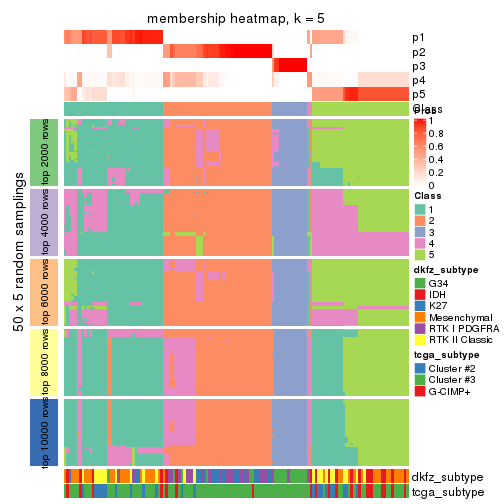 membership heatmap, k = 5
p1
p2
p3
p4
p5
Class
1
0.8
0.6
0.4
0.2
0
Class
1
2
3
4
5
dkfz_subtype
G34
IDH
K27
Mesenchymal
RTK I PDGFRA
RTK II Classic
tcga_subtype
Cluster #2
Cluster #3
G-CIMP+
50 x 5 random samplings
top 2000 rows
top 4000 rows
top 6000 rows
top 8000 rows
top 10000 rows
dkfz_subtype
tcga_subtype